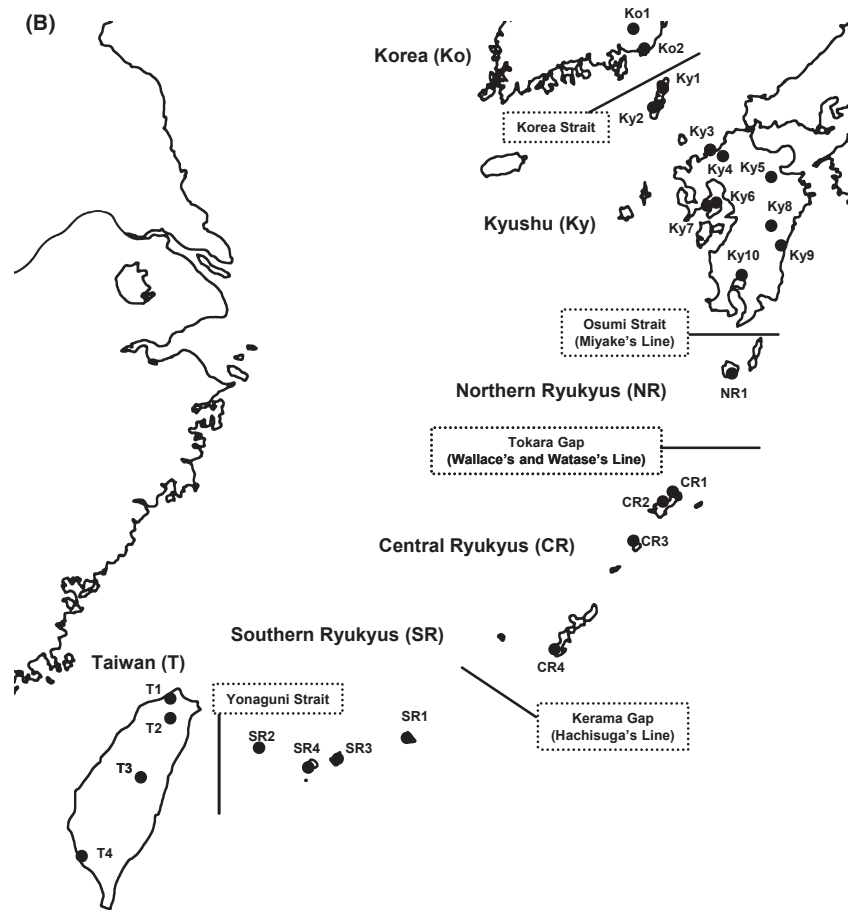 (B)
Ko1
Korea (Ko)
Ko2
Ky1
Korea Strait
Ky2
Ky3
Ky4
Ky5
Ky6
Kyushu (Ky)
Ky7
Ky8
Ky10
Ky9
Osumi Strait
(Miyake's Line)
NR1
Northern Ryukyus (NR)
Tokara Gap
(Wallace's and Watase's Line)
CR1
CR2
Central Ryukyus (CR)
CR3
Southern Ryukyus (SR)
CR4
Taiwan (T)
T1
Yonaguni Strait
Kerama Gap
(Hachisuga's Line)
T2
SR1
SR2
SR4
SR3
T3
T4